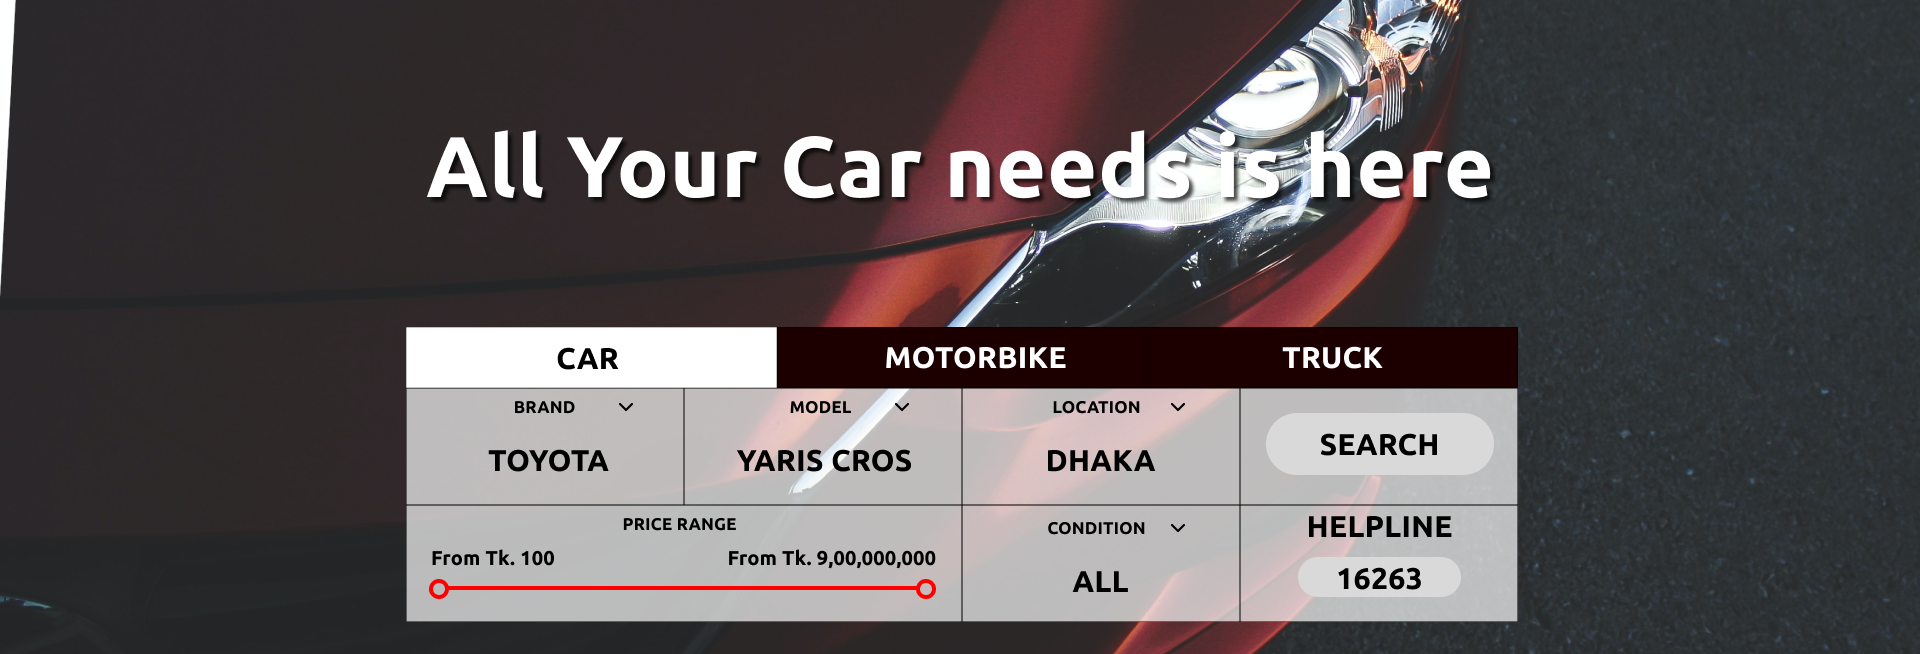 All Your Car needs is here
CAR
MOTORBIKE
TRUCK
BRAND
TOYOTA
MODEL
YARIS CROS
LOCATION
DHAKA
SEARCH
PRICE RANGE
From Tk. 100
From Tk. 9,00,000,000
CONDITION
ALL
HELPLINE
16263